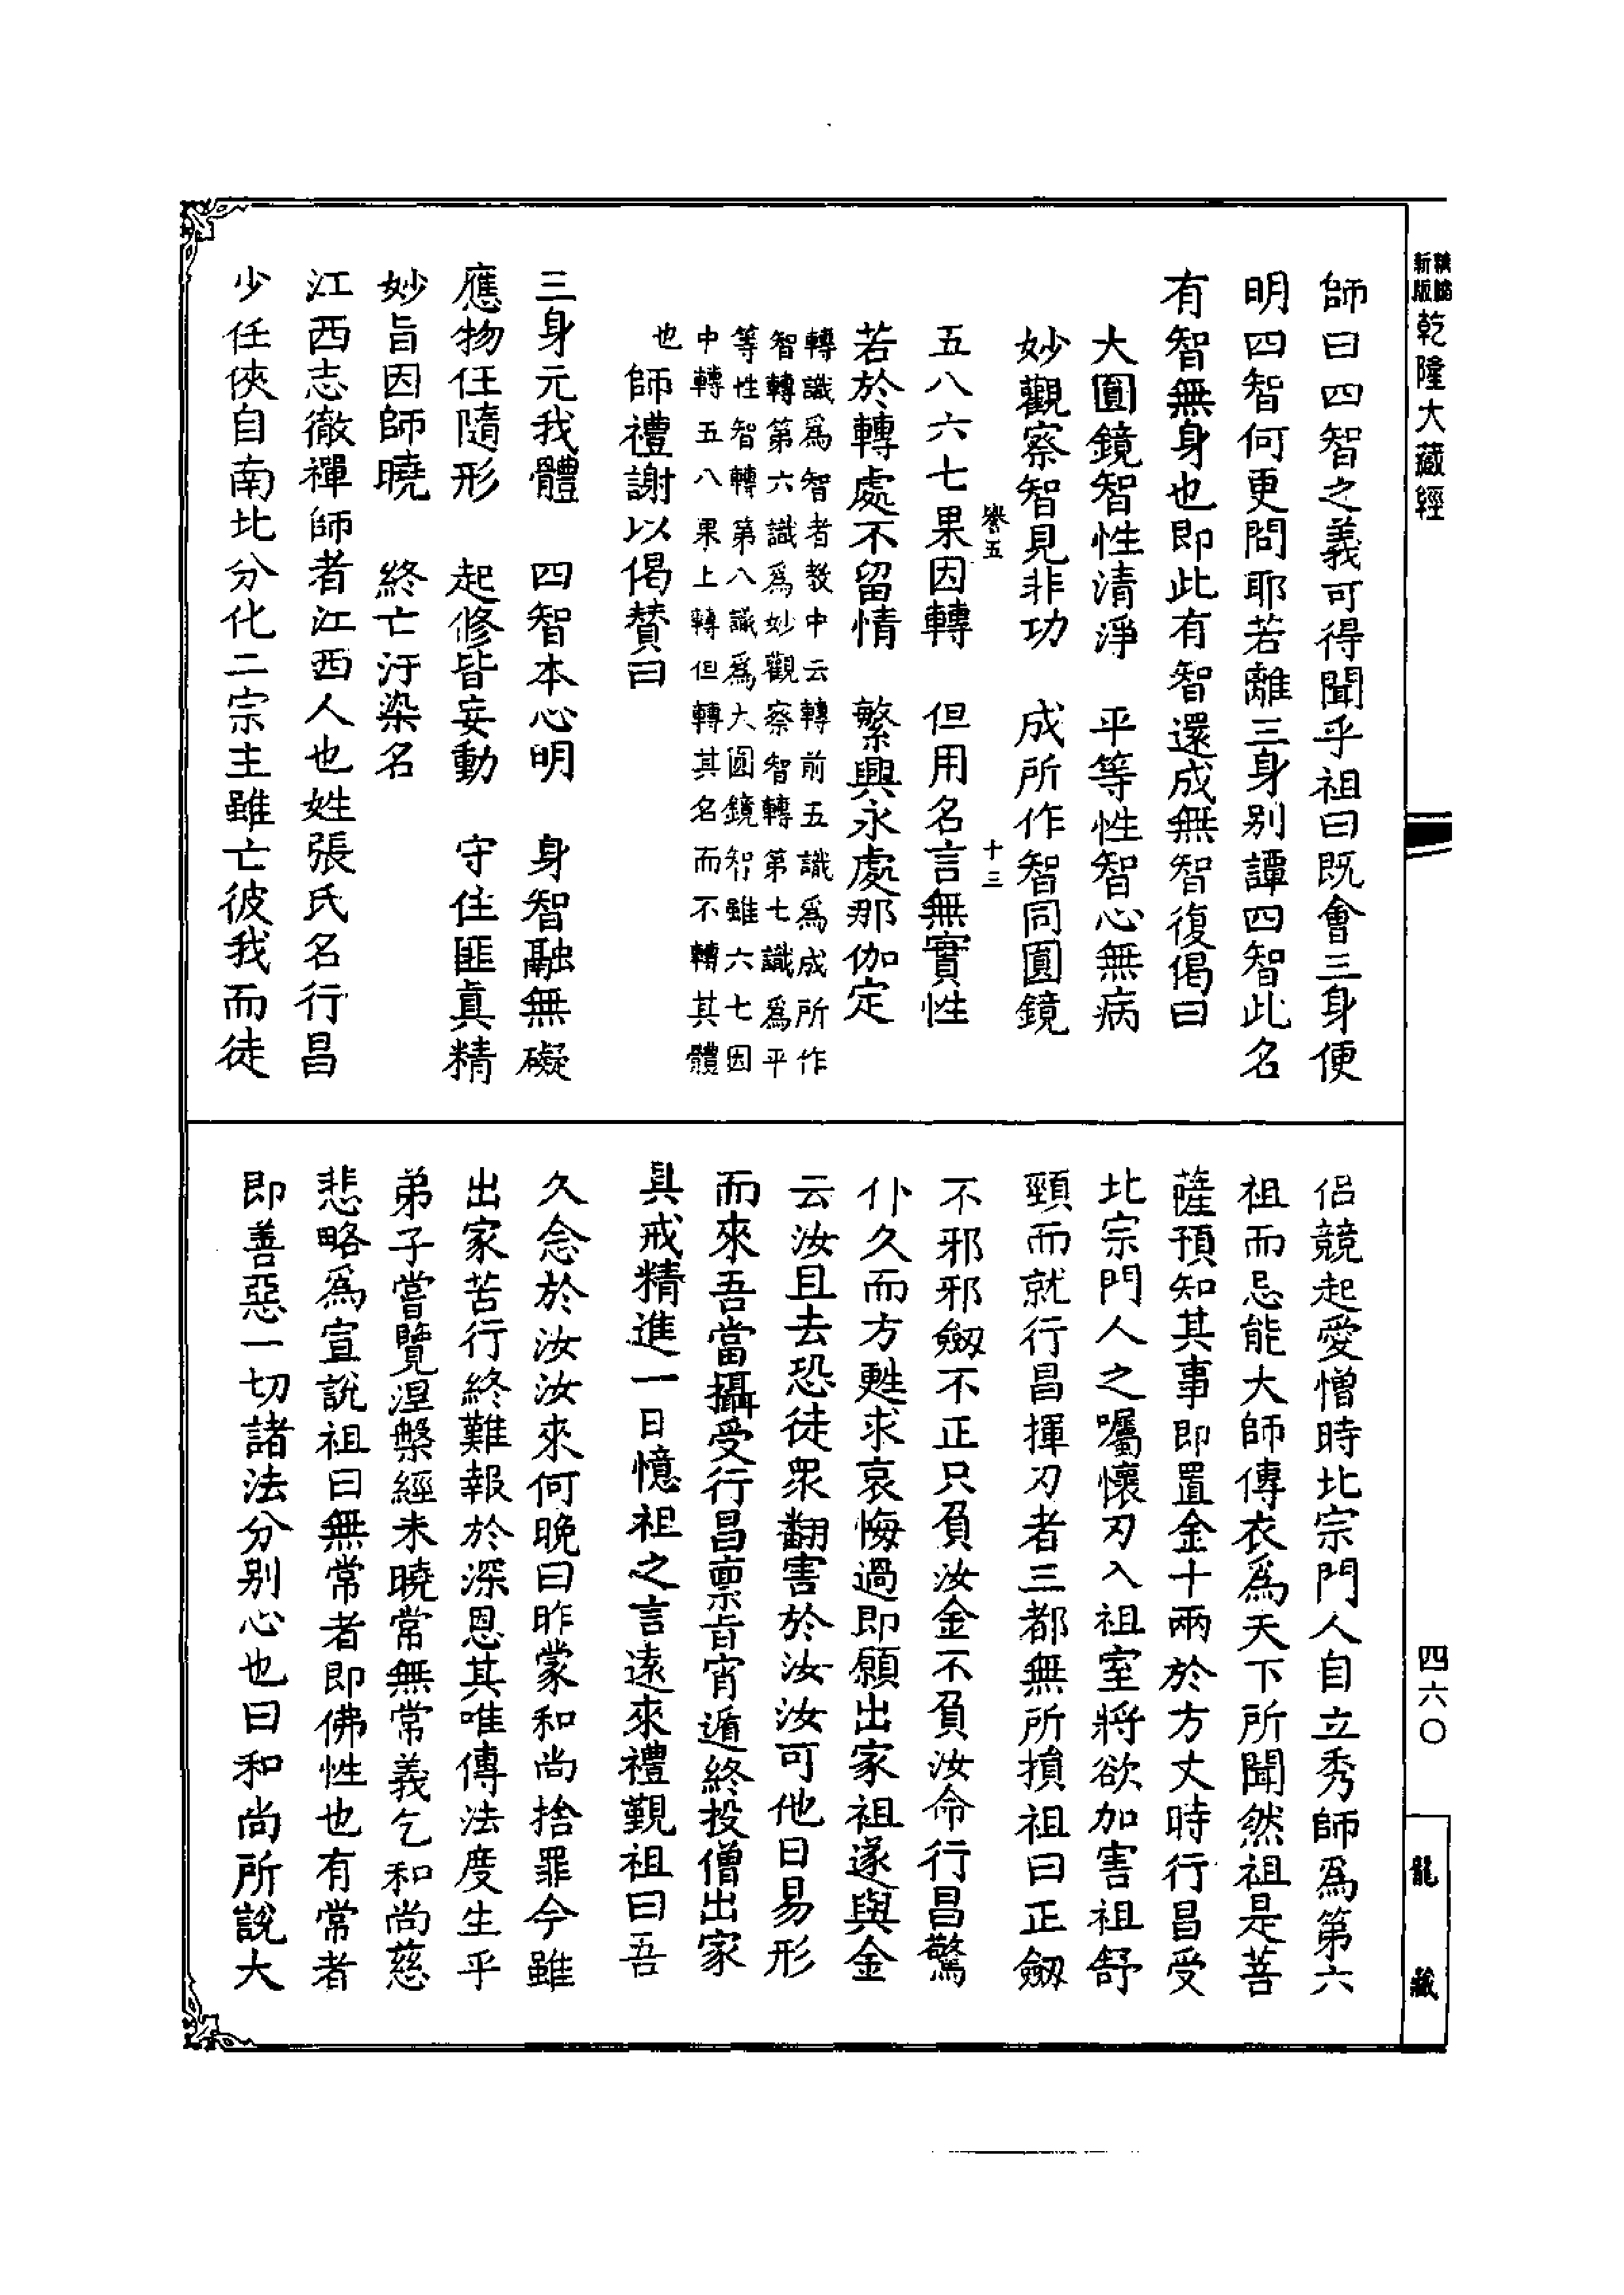 新版
乾隆大藏經
師曰四智之義可得聞乎祖曰既會三身便
明四智何更問耶若離三身别譚四智此名
有智無身也即此有智還成無智復偈曰
大圓鏡智性清淨　平等性智心無病
妙觀察智見非功　成所作智同圓鏡
五　十三
五八六七果因轉　但用名言無實性
若於轉處不留情　繁興永處那伽定
轉識爲智者教中云轉前五識爲成所作
智轉第六識爲妙觀察智轉第七識爲平
等性智轉第八識爲大圓鏡智雖六七因
中轉五八果上轉但轉其名而不轉其體
也　師禮謝以偈賛曰
三身元我體　四智本心明　身智融無礙
應物任隨形　起修皆妄動　守住匪真精
妙旨因師曉　終亡汙染名
江西志徹禪師者江西人也姓張氏名行昌
少任俠自南北分化二宗主雖亡彼我而徒
侶競起愛憎時北宗門人自立秀師爲第六
祖而忌能大師傳衣爲天下所聞然祖是菩
薩預知其事即置金十兩於方丈時行昌受
北宗門人之囑懷刃入祖室將欲加害祖舒
頸而就行昌揮刃者三都無所損祖曰正劔
不邪邪劔不正只負汝金不負汝命行昌驚
仆久而方甦求哀悔過即願出家祖遂與金
云汝且去恐徒衆翻害於汝汝可他日易形
而來吾當攝受行昌稟旨宵遁終投僧出家
具戒精進一日憶祖之言遠來禮覲祖曰吾
久念於汝汝來何晚曰昨蒙和尚捨罪今雖
出家苦行終難報於深恩其唯傳法度生乎
弟子嘗覽涅槃經未曉常無常義乞和尚慈
悲略爲宣說祖曰無常者即佛性也有常者
即善惡一切諸法分别心也曰和尚所說大
四六〇
龍藏